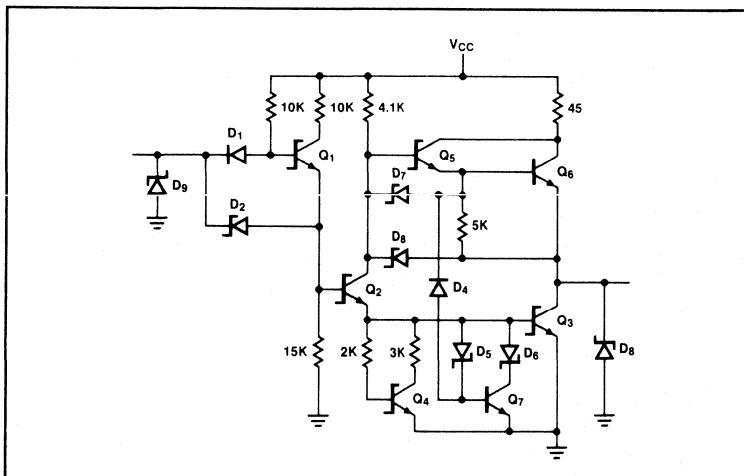 VCC
10K 10K 4.1K 45
D1 Q1 Q5 Q6
D9 D7
D2 5K
D8
Q2 D4 Q3
15K 2K 3K D5 D6 D8
Q4 Q7